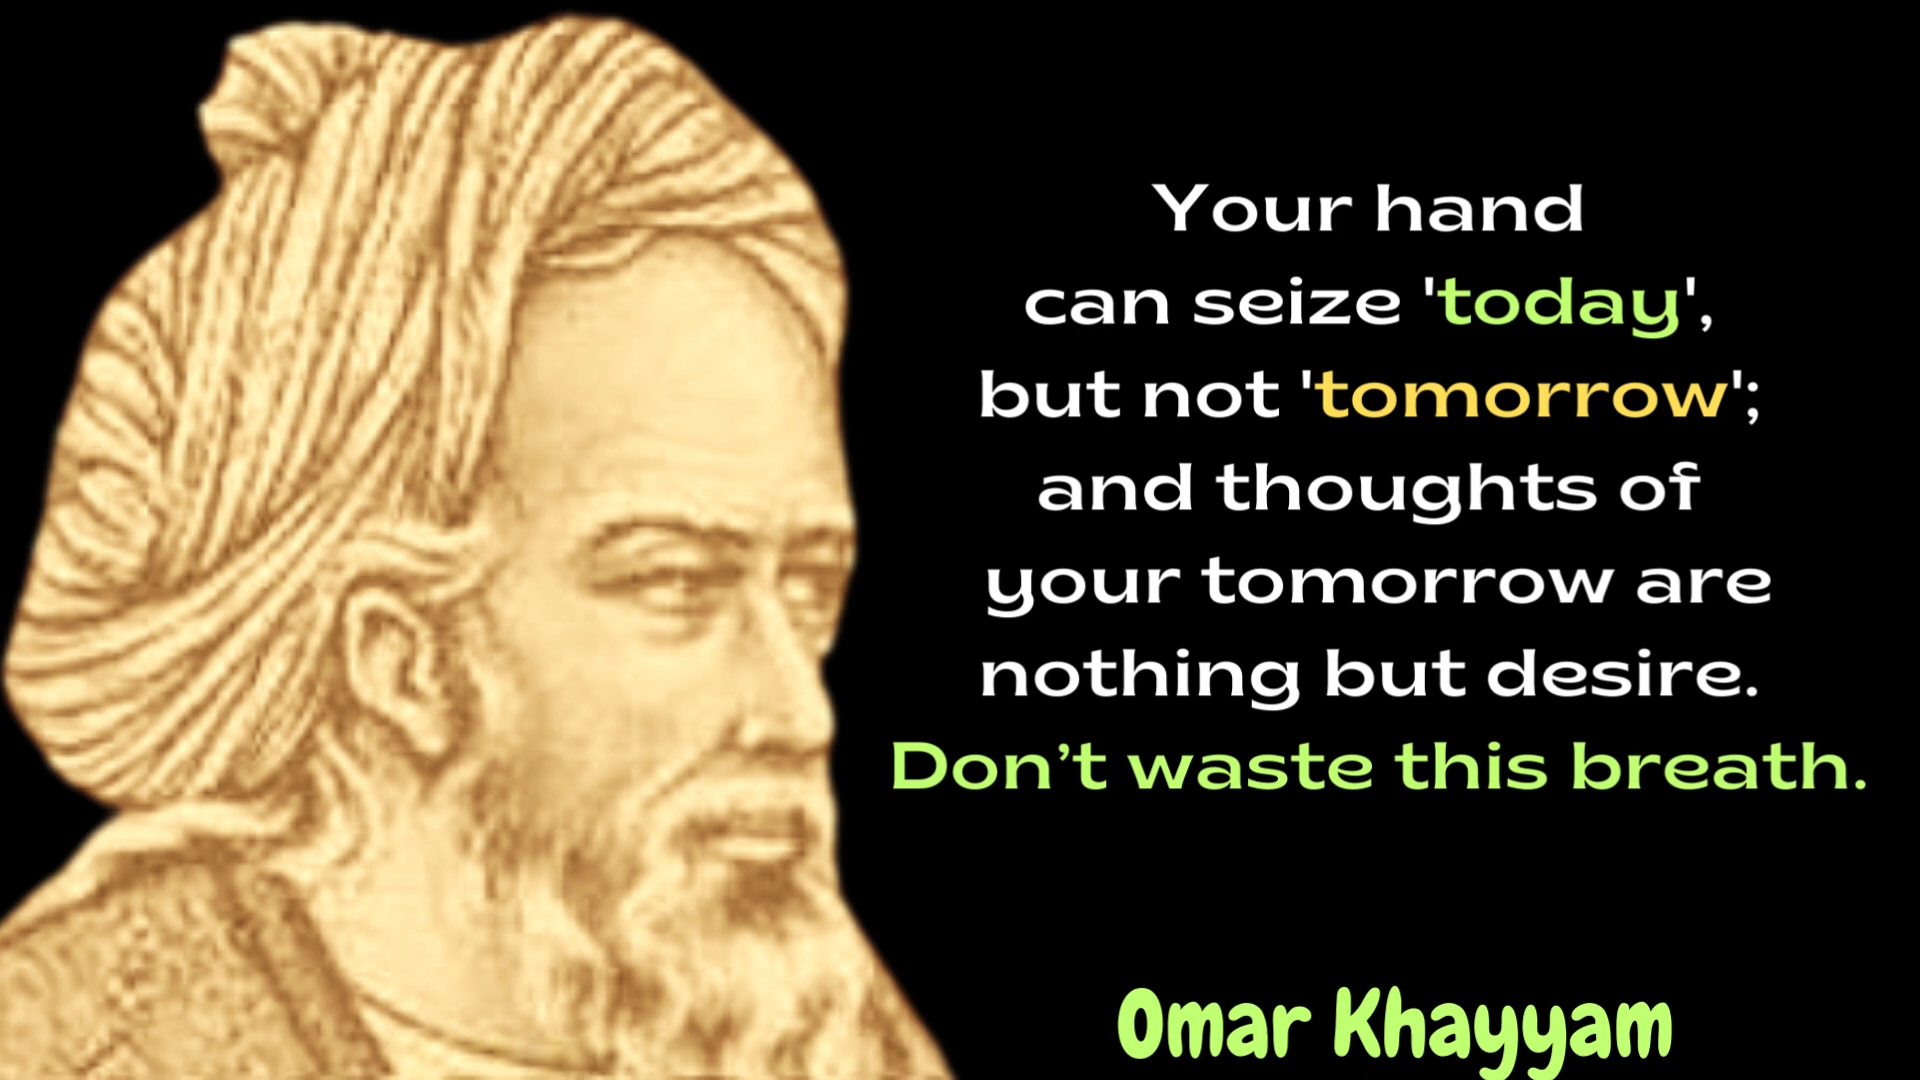 Your hand
can seize 'today',
but not 'tomorrow';
and thoughts of
your tomorrow are
nothing but desire.
Don’t waste this breath.
Omar Khayyam